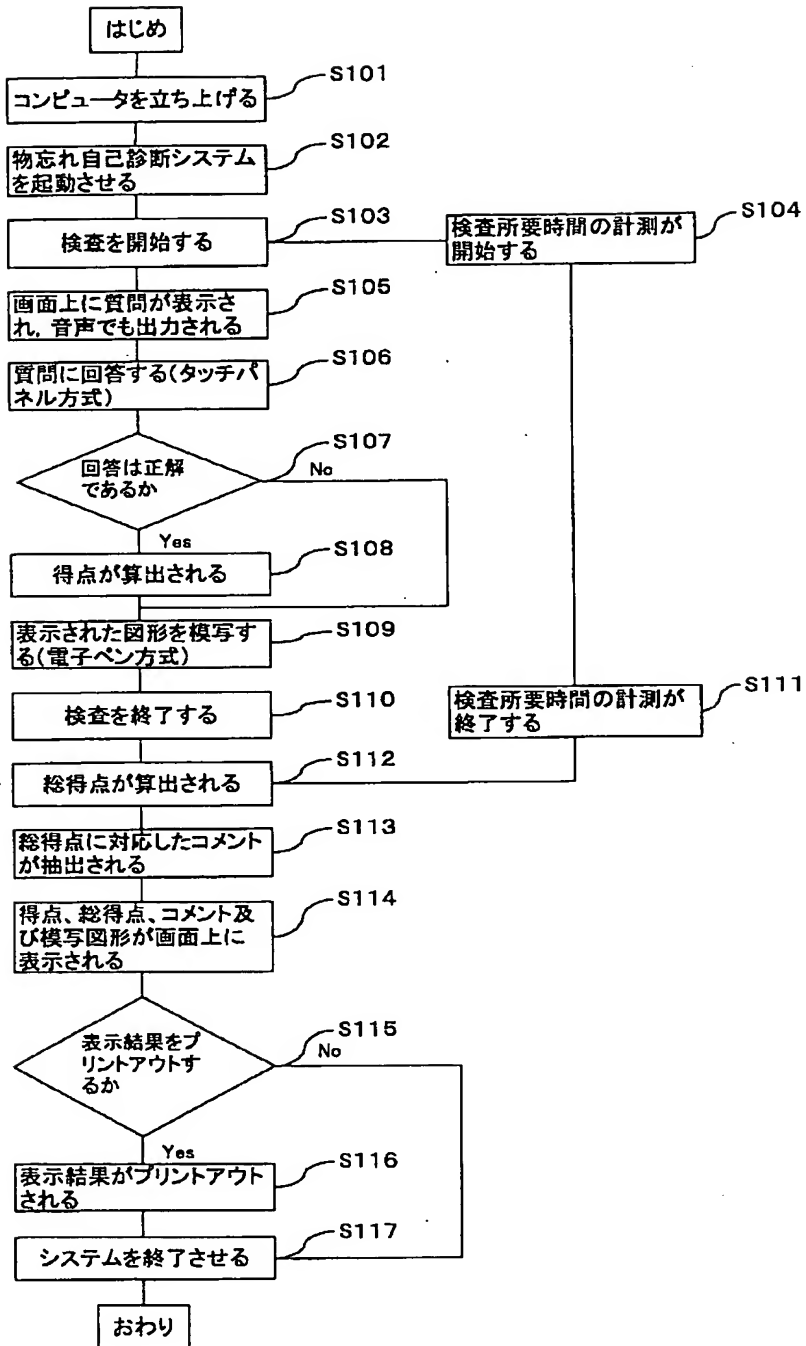 はじめ
S101
コンピュータを立ち上げる
S102
物忘れ自己診断システム
を起動させる
S103
検査を開始する
S104
検査所要時間の計測が
開始する
S105
画面上に質問が表示さ
れ，音声でも出力される
S106
質問に回答する(タッチパ
ネル方式)
S107
回答は正解
であるか
No
Yes
S108
得点が算出される
S109
表示された図形を模写す
る(電子ペン方式)
S110
検査を終了する
S111
検査所要時間の計測が
終了する
S112
総得点が算出される
S113
総得点に対応したコメント
が抽出される
S114
得点、総得点、コメント及
び模写図形が画面上に
表示される
S115
表示結果をプ
リントアウトす
るか
No
Yes
S116
表示結果がプリントアウト
される
S117
システムを終了させる
おわり